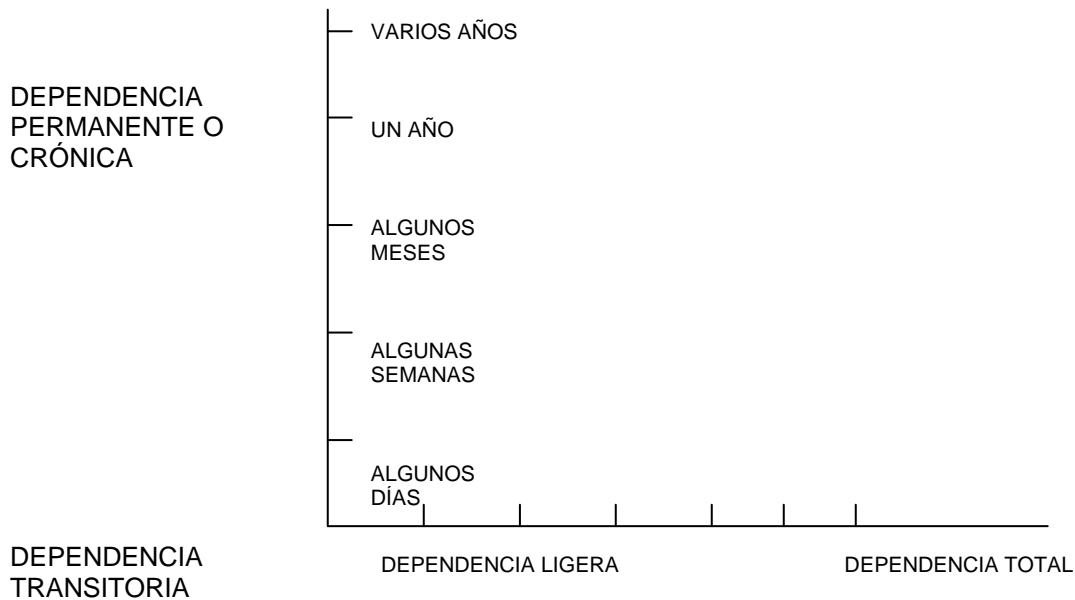 VARIOS AÑOS
DEPENDENCIA
PERMANENTE O
CRÓNICA
UN AÑO
ALGUNOS
MESES
ALGUNAS
SEMANAS
ALGUNOS
DÍAS
DEPENDENCIA
TRANSITORIA
DEPENDENCIA LIGERA
DEPENDENCIA TOTAL